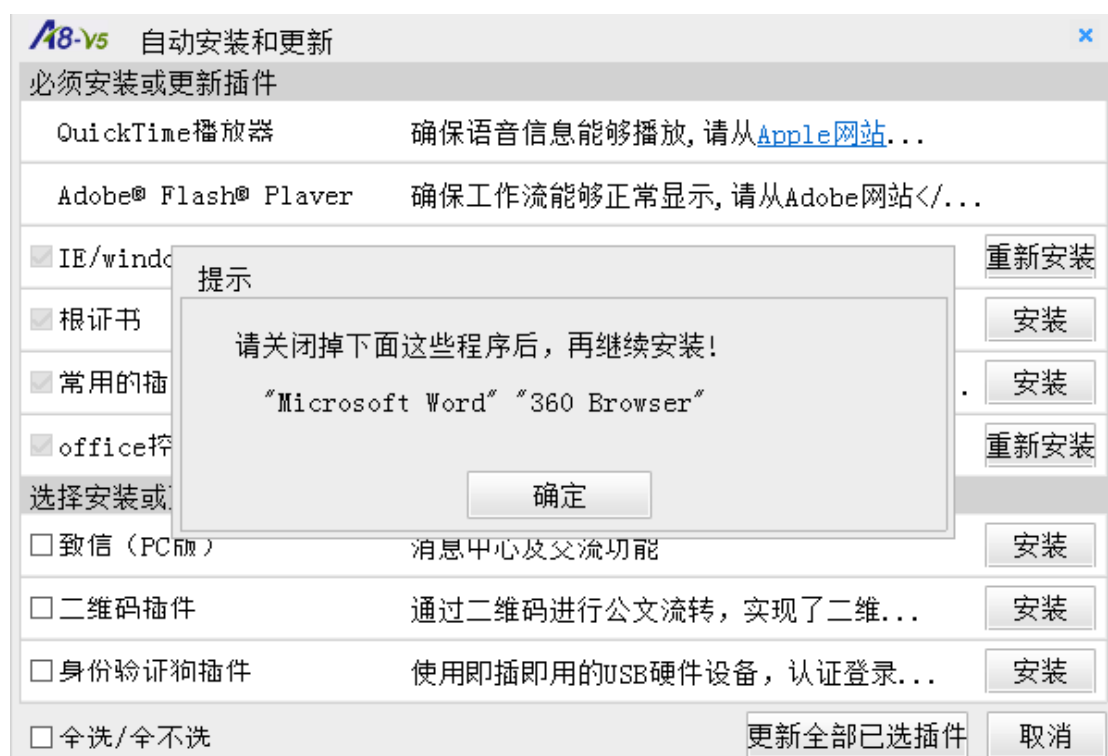 A8-V5 自动安装和更新
必须安装或更新插件
QuickTime播放器 确保语音信息能够播放,请从Apple网站...
Adobe® Flash® Plaver 确保工作流能够正常显示,请从Adobe网站</...
IE/windo 重新安装
提示
根证书 安装
请关闭掉下面这些程序后，再继续安装!
常用的插 . 安装
"Microsoft Word" "360 Browser"
office控 重新安装
选择安装或
确定
致信（PC版） 消息中心及交流功能 安装
二维码插件 通过二维码进行公文流转，实现了二维... 安装
身份验证狗插件 使用即插即用的USB硬件设备，认证登录... 安装
全选/全不选 更新全部已选插件 取消